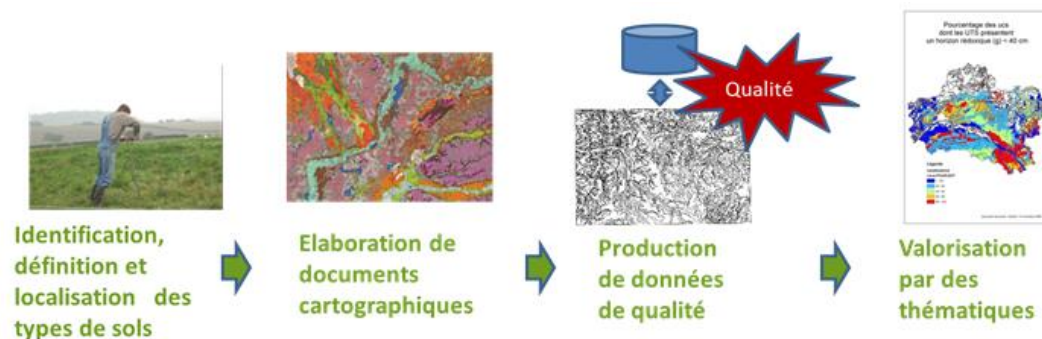 Pourcentage des ucs
dont les UTS présentent
un horizon rédoxique (g) < 40 cm
Qualité
Légende
Identification,
définition et
localisation des
types de sols
Elaboration de
documents
cartographiques
Production
de données
de qualité
Valorisation
par des
thématiques